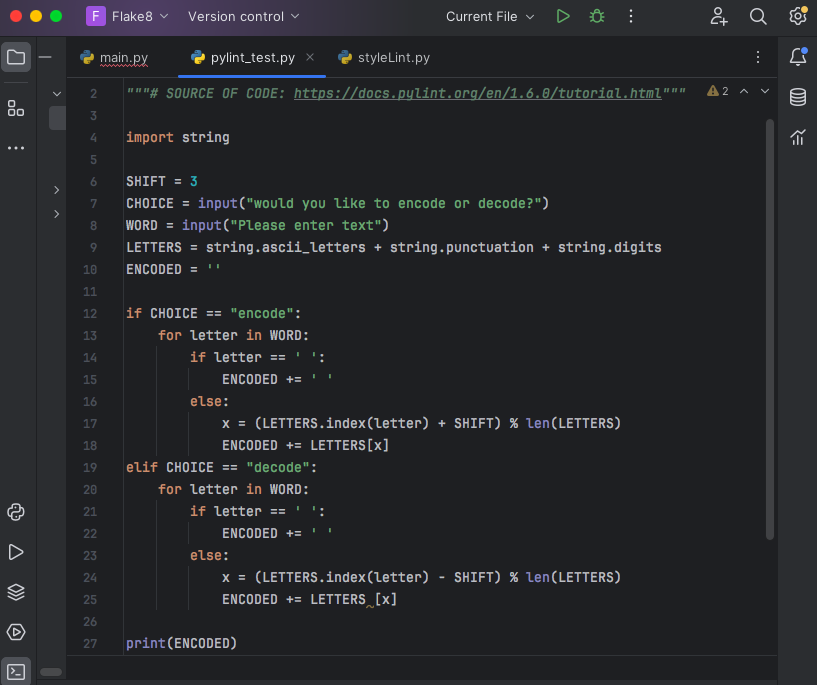 F Flake8 Version control Current File
main.py pylint_test.py × styleLint.py
2 """# SOURCE OF CODE: https://docs.pylint.org/en/1.6.0/tutorial.html""" 2
3
4 import string
5
6 SHIFT = 3
7 CHOICE = input("would you like to encode or decode?")
8 WORD = input("Please enter text")
9 LETTERS = string.ascii_letters + string.punctuation + string.digits
10 ENCODED = ''
11
12 if CHOICE == "encode":
13     for letter in WORD:
14         if letter == ' ':
15             ENCODED += ' '
16         else:
17             x = (LETTERS.index(letter) + SHIFT) % len(LETTERS)
18             ENCODED += LETTERS[x]
19 elif CHOICE == "decode":
20     for letter in WORD:
21         if letter == ' ':
22             ENCODED += ' '
23         else:
24             x = (LETTERS.index(letter) - SHIFT) % len(LETTERS)
25             ENCODED += LETTERS [x]
26
27 print(ENCODED)